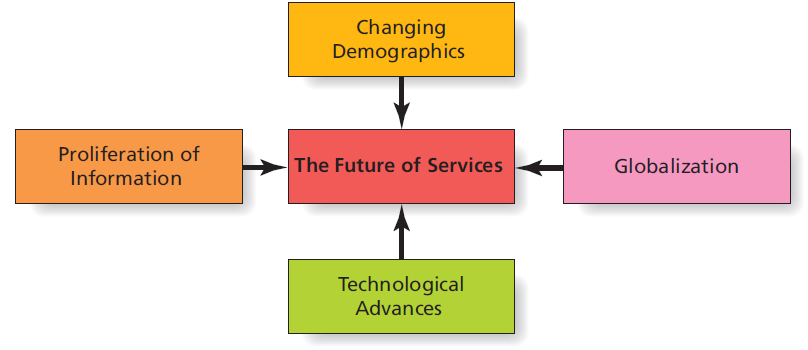 Changing
Demographics
Proliferation of
Information
The Future of Services
Globalization
Technological
Advances